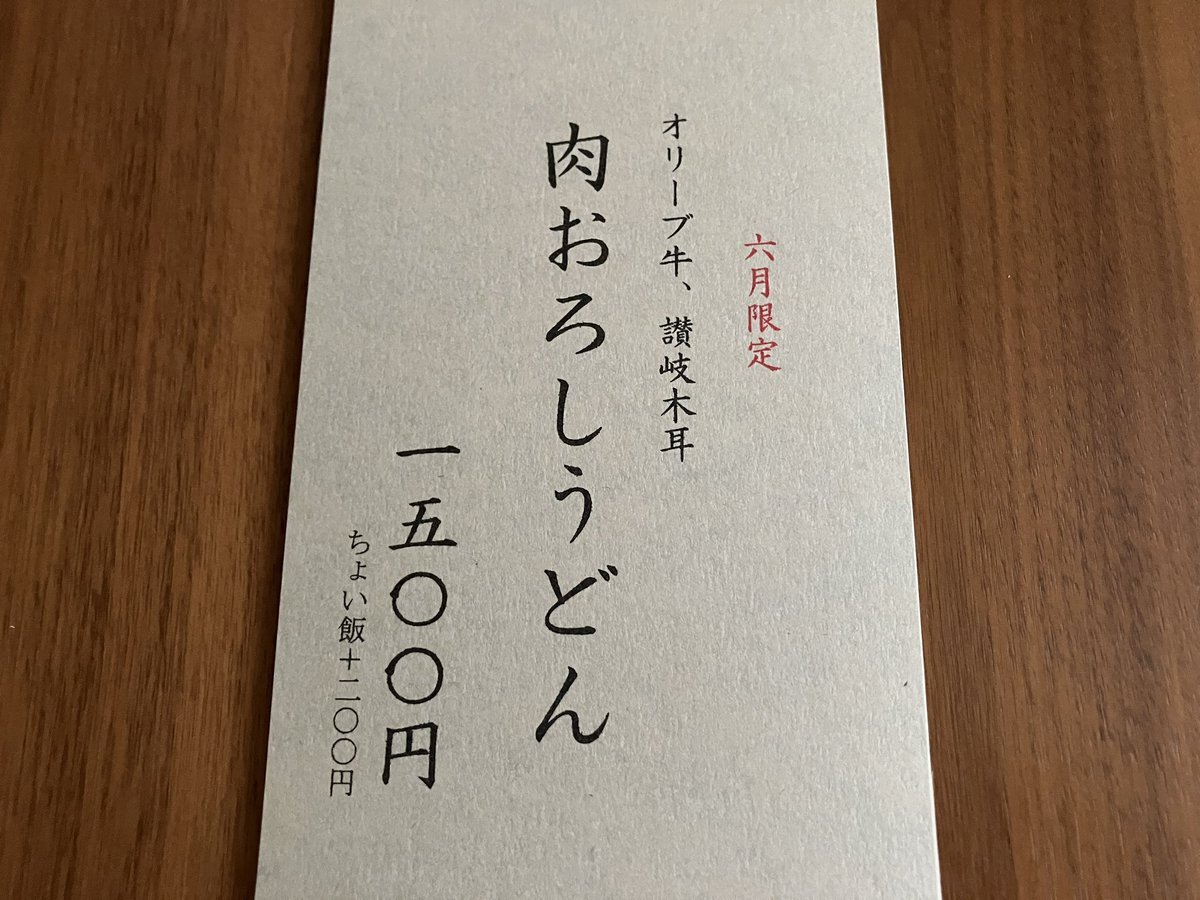 六月限定
オリーブ牛、讃岐木耳
肉おろしうどん
一五〇〇円
ちょい飯+二〇〇円